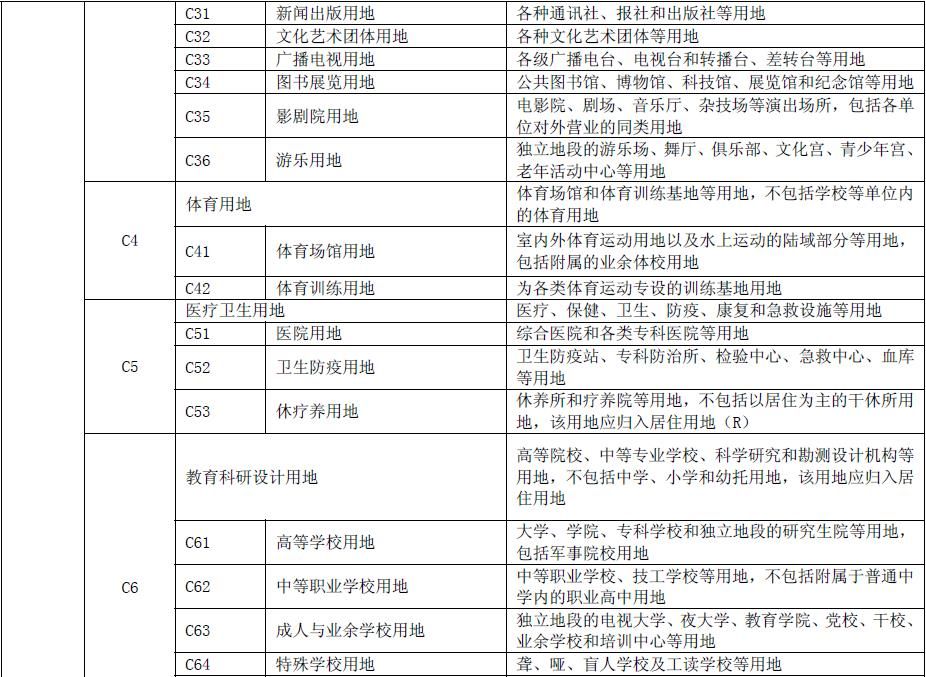 C31 新闻出版用地 各种通讯社、报社和出版社等用地
C32 文化艺术团体用地 各种文化艺术团体等用地
C33 广播电视用地 各级广播电台、电视台和转播台、差转台等用地
C34 图书展览用地 公共图书馆、博物馆、科技馆、展览馆和纪念馆等用地
C35 影剧院用地 电影院、剧场、音乐厅、杂技场等演出场所，包括各单
位对外营业的同类用地
C36 游乐用地 独立地段的游乐场、舞厅、俱乐部、文化宫、青少年宫、
老年活动中心等用地
C4 体育用地 体育场馆和体育训练基地等用地，不包括学校等单位内
的体育用地
C41 体育场馆用地 室内外体育运动用地以及水上运动的陆域部分等用地，
包括附属的业余体校用地
C42 体育训练用地 为各类体育运动专设的训练基地用地
C5 医疗卫生用地 医疗、保健、卫生、防疫、康复和急救设施等用地
C51 医院用地 综合医院和各类专科医院等用地
C52 卫生防疫用地 卫生防疫站、专科防治所、检验中心、急救中心、血库
等用地
C53 休疗养用地 休养所和疗养院等用地，不包括以居住为主的干休所用
地，该用地应归入居住用地（R）
C6 教育科研设计用地 高等院校、中等专业学校、科学研究和勘测设计机构等
用地，不包括中学、小学和幼托用地，该用地应归入居
住用地
C61 高等学校用地 大学、学院、专科学校和独立地段的研究生院等用地，
包括军事院校用地
C62 中等职业学校用地 中等职业学校、技工学校等用地，不包括附属于普通中
学内的职业高中用地
C63 成人与业余学校用地 独立地段的电视大学、夜大学、教育学院、党校、干校、
业余学校和培训中心等用地
C64 特殊学校用地 聋、哑、盲人学校及工读学校等用地